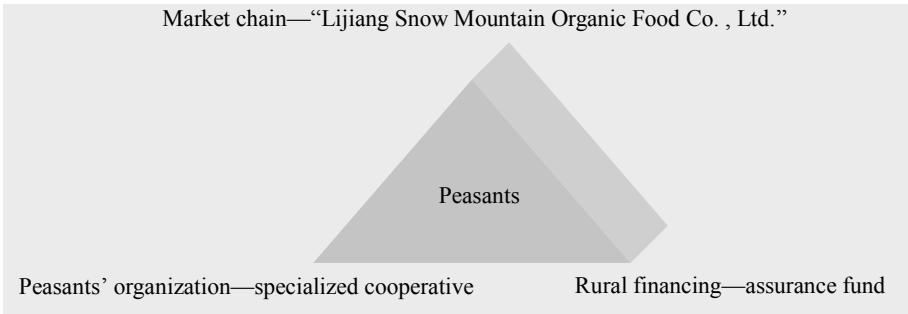 Market chain—“Lijiang Snow Mountain Organic Food Co. , Ltd.”
Peasants
Peasants’ organization—specialized cooperative
Rural financing—assurance fund